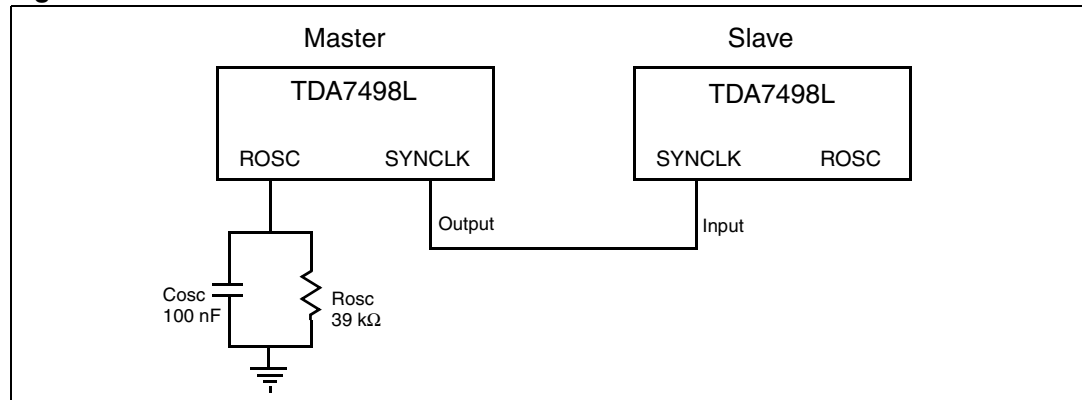 Master
Slave
TDA7498L
TDA7498L
ROSC SYNCLK
SYNCLK ROSC
Output
Input
Cosc
100 nF
Rosc
39 kΩ